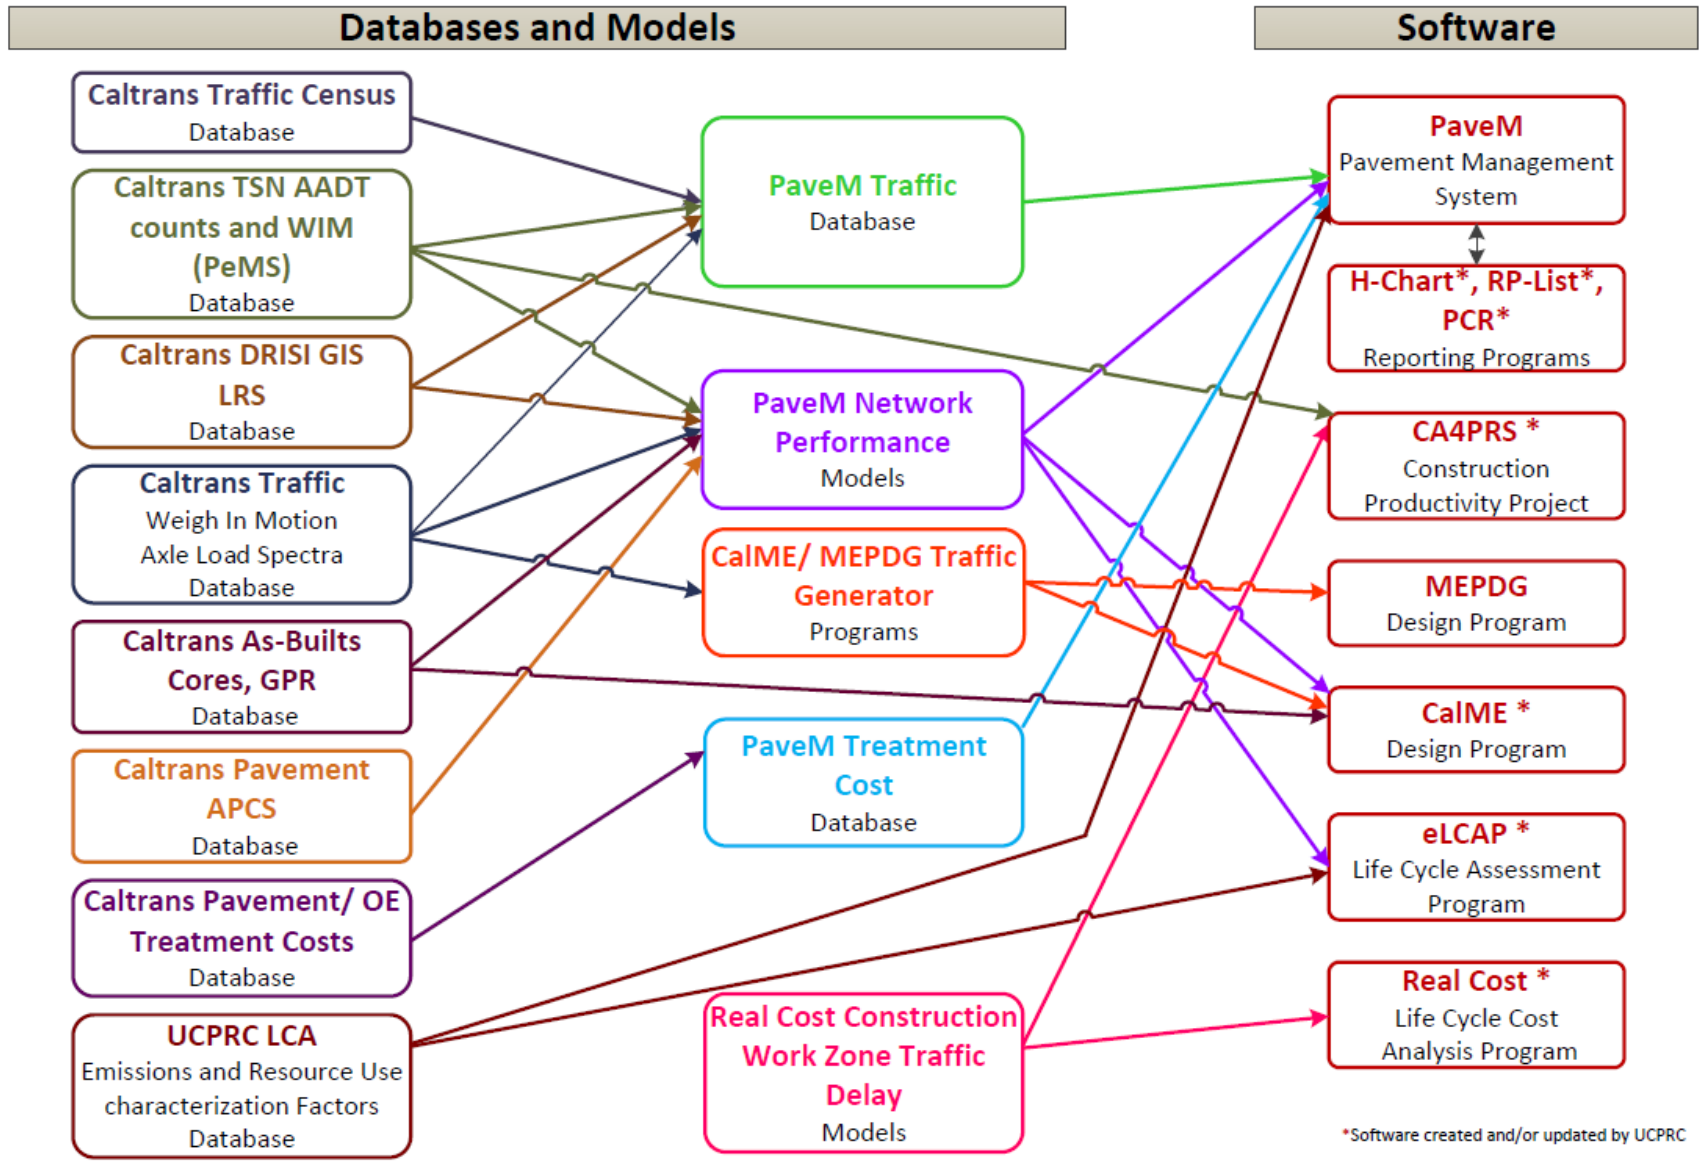 Databases and Models
Software
Caltrans Traffic Census
Database
Caltrans TSN AADT
counts and WIM
(PeMS)
Database
Caltrans DRISI GIS
LRS
Database
Caltrans Traffic
Weigh In Motion
Axle Load Spectra
Database
Caltrans As-Builts
Cores, GPR
Database
Caltrans Pavement
APCS
Database
Caltrans Pavement/ OE
Treatment Costs
Database
UCPRC LCA
Emissions and Resource Use
characterization Factors
Database
PaveM Traffic
Database
PaveM Network
Performance
Models
CalME/ MEPDG Traffic
Generator
Programs
PaveM Treatment
Cost
Database
Real Cost Construction
Work Zone Traffic
Delay
Models
PaveM
Pavement Management
System
H-Chart*, RP-List*,
PCR*
Reporting Programs
CA4PRS *
Construction
Productivity Project
MEPDG
Design Program
CalME *
Design Program
eLCAP *
Life Cycle Assessment
Program
Real Cost *
Life Cycle Cost
Analysis Program
*Software created and/or updated by UCPRC